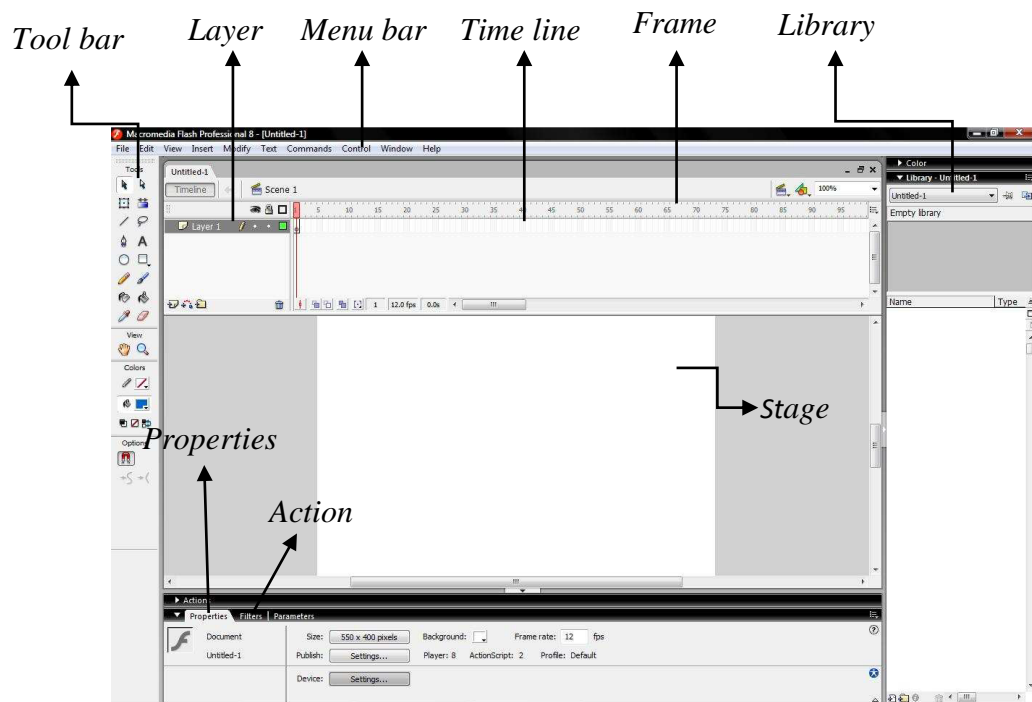 Tool bar Layer Menu bar Time line Frame Library
Macromedia Flash Professional 8 - [Untitled-1]
File Edit View Insert Modify Text Commands Control Window Help
Tools
Untitled-1
Timeline Scene 1 100%
5 10 15 20 25 30 35 40 45 50 55 60 65 70 75 80 85 90 95
Layer 1
1 12.0 fps 0.0s
Color
Library - Untitled-1
Untitled-1
Empty library
Name Type
View
Colors
Options
Stage
Properties
Action
Actions
Properties Filters Parameters
Document
Untitled-1
Size: 550 x 400 pixels Background: Frame rate: 12 fps
Publish: Settings... Player: 8 ActionScript: 2 Profile: Default
Device: Settings...